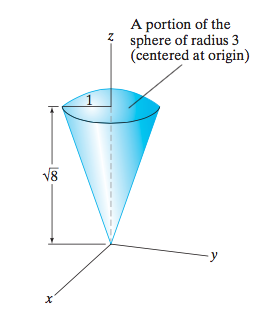 A portion of the
sphere of radius 3
(centered at origin)
z
1
√8
y
x